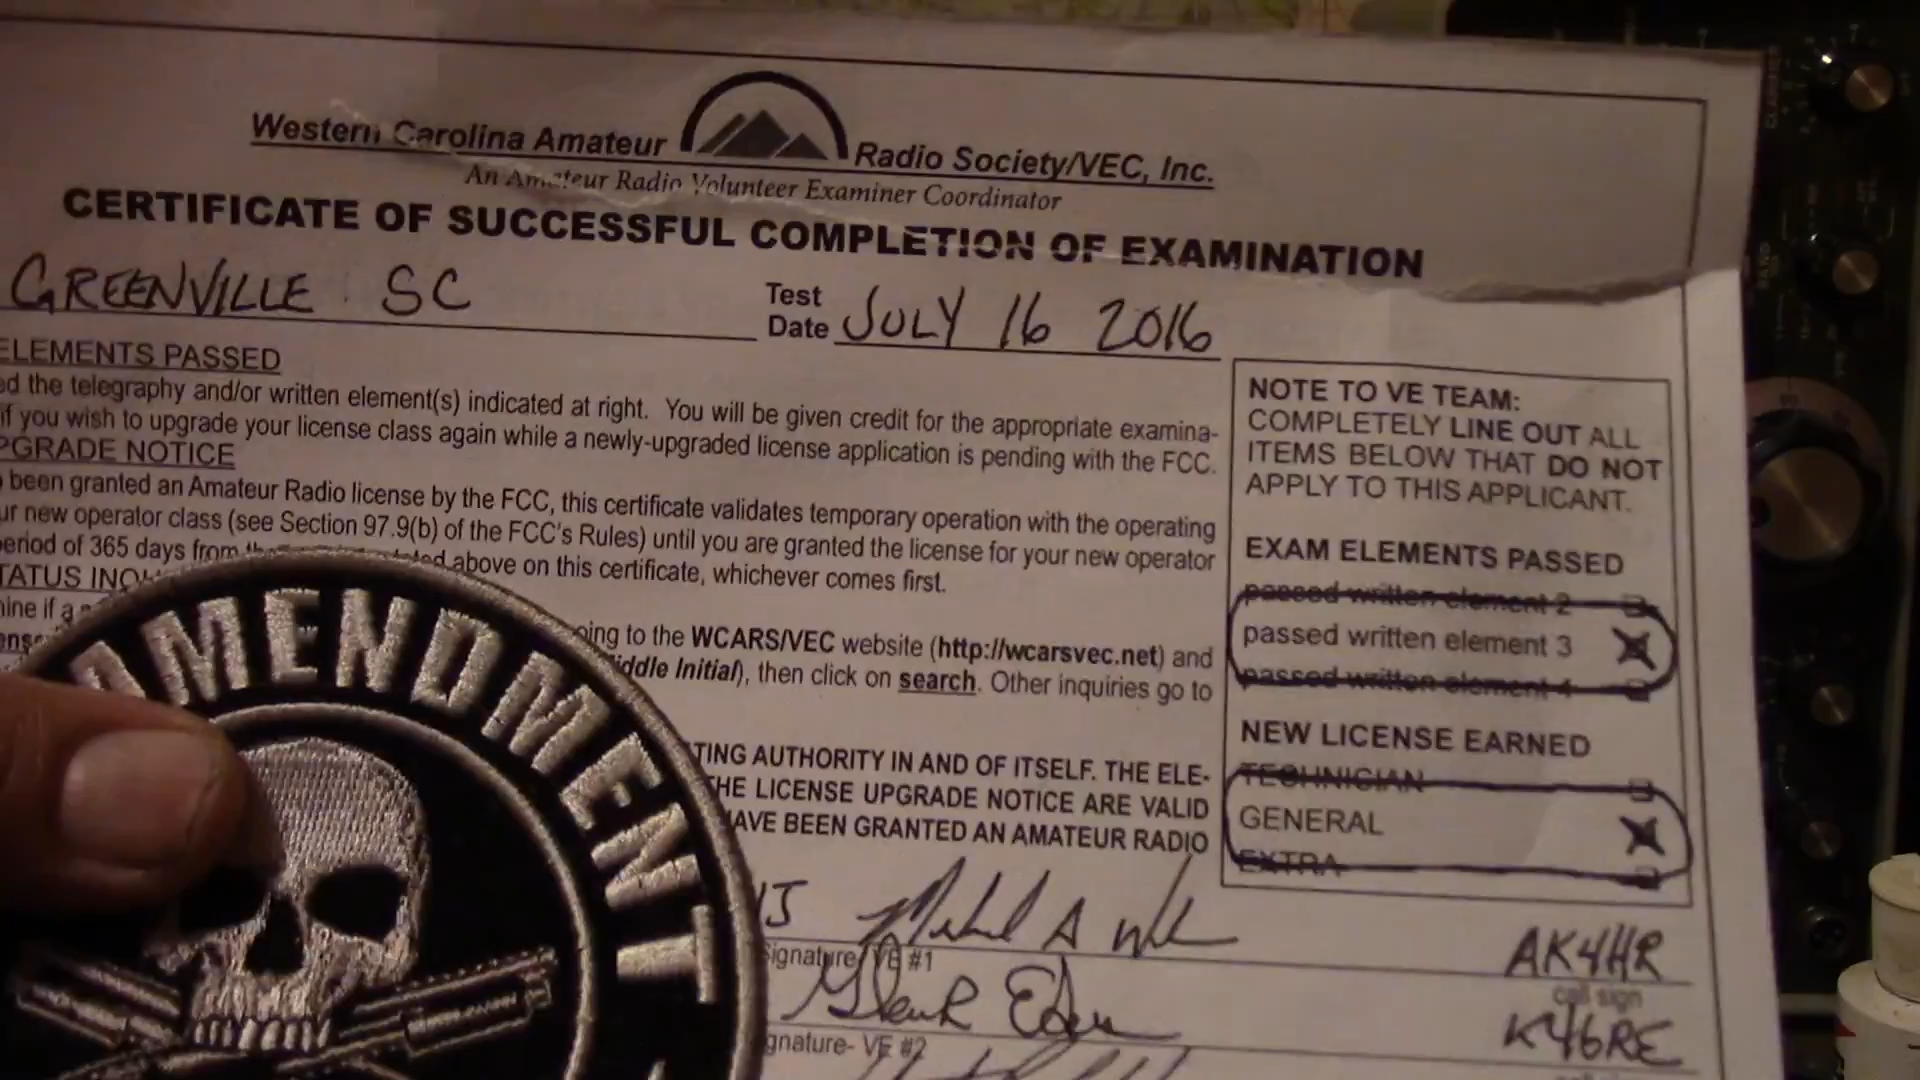 Western Carolina Amateur Radio Society/VEC, Inc.
An Amateur Radio Volunteer Examiner Coordinator
CERTIFICATE OF SUCCESSFUL COMPLETION OF EXAMINATION
GREENVILLE SC
Test Date JULY 16 2016
ELEMENTS PASSED
ed the telegraphy and/or written element(s) indicated at right. You will be given credit for the appropriate examina-
if you wish to upgrade your license class again while a newly-upgraded license application is pending with the FCC.
PGRADE NOTICE
been granted an Amateur Radio license by the FCC, this certificate validates temporary operation with the operating
ur new operator class (see Section 97.9(b) of the FCC's Rules) until you are granted the license for your new operator
period of 365 days from above on this certificate, whichever comes first.
TATUS INQ
ine if a
oing to the WCARS/VEC website (http://wcarsvec.net) and
iddle Initial), then click on search. Other inquiries go to
TING AUTHORITY IN AND OF ITSELF. THE ELE-
HE LICENSE UPGRADE NOTICE ARE VALID
AVE BEEN GRANTED AN AMATEUR RADIO
NOTE TO VE TEAM:
COMPLETELY LINE OUT ALL
ITEMS BELOW THAT DO NOT
APPLY TO THIS APPLICANT.
EXAM ELEMENTS PASSED
passed written element 2
passed written element 3
passed written element 4
NEW LICENSE EARNED
TECHNICIAN
GENERAL
EXTRA
Signature/ VE #1
AK4HR
call sign
gnature- VE #2
K46RE
AMENDMENT